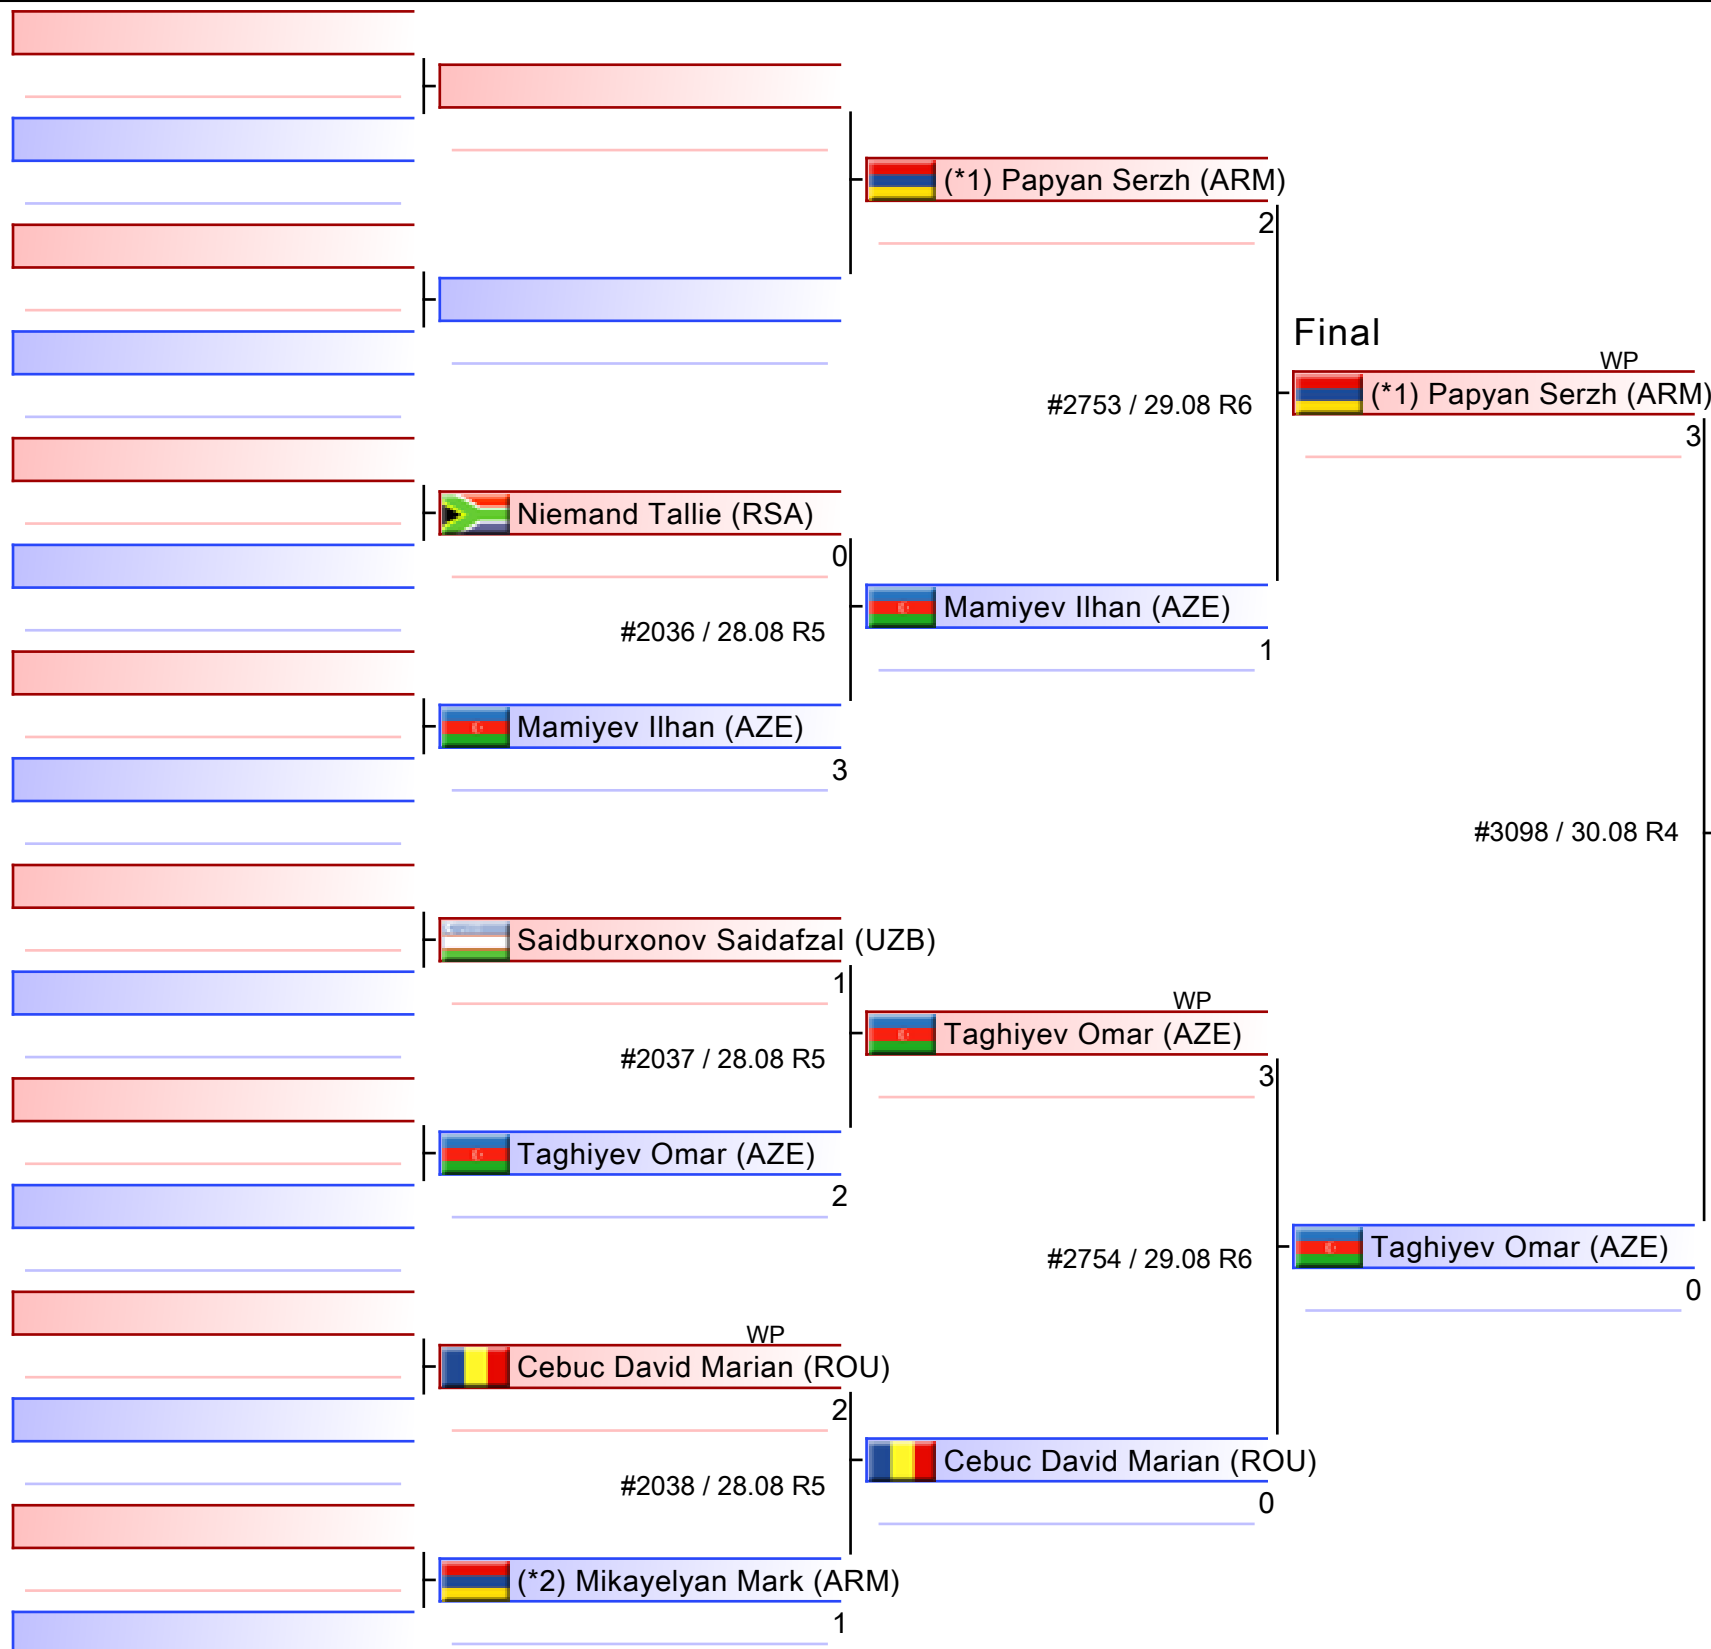 (*1) Papyan Serzh (ARM)
2
Final
WP
#2753 / 29.08 R6
(*1) Papyan Serzh (ARM)
3
Niemand Tallie (RSA)
0
#2036 / 28.08 R5
Mamiyev Ilhan (AZE)
1
Mamiyev Ilhan (AZE)
3
#3098 / 30.08 R4
Saidburxonov Saidafzal (UZB)
1
WP
#2037 / 28.08 R5
Taghiyev Omar (AZE)
3
Taghiyev Omar (AZE)
2
#2754 / 29.08 R6
Taghiyev Omar (AZE)
0
WP
Cebuc David Marian (ROU)
2
#2038 / 28.08 R5
Cebuc David Marian (ROU)
0
(*2) Mikayelyan Mark (ARM)
1